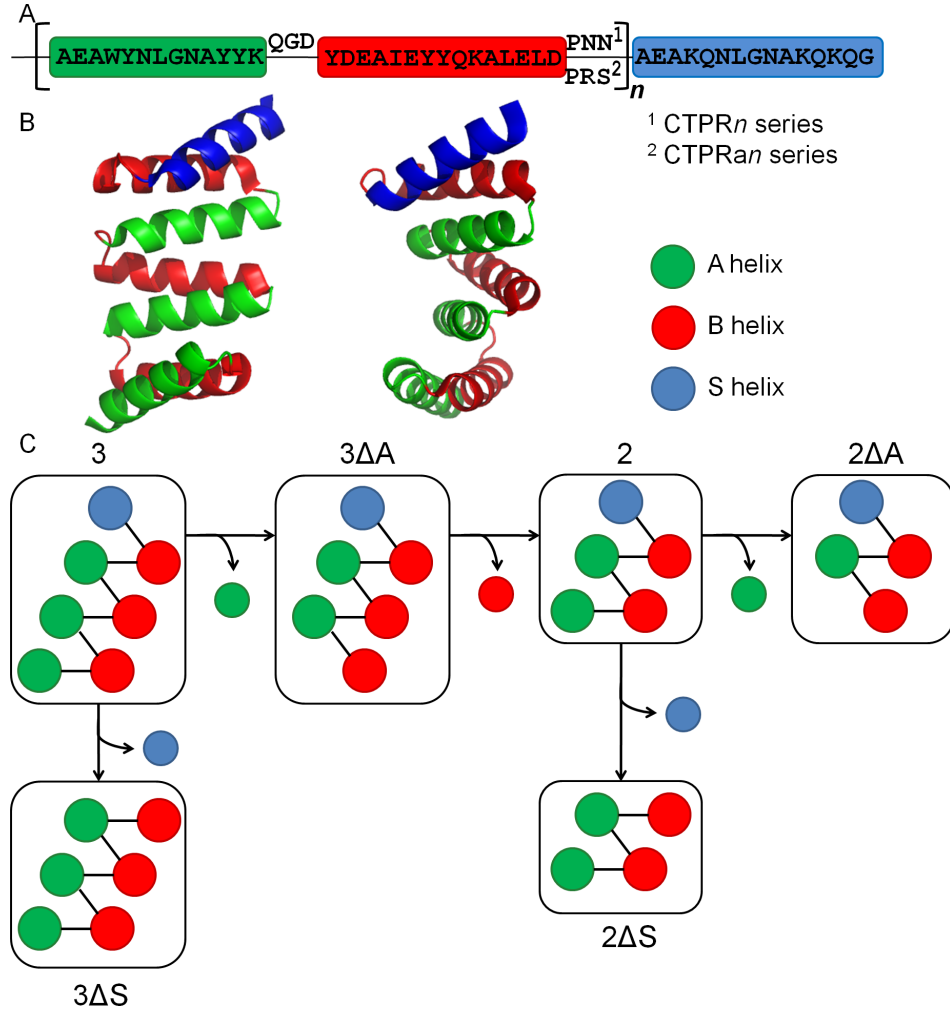 A
[AEAWYNLGNAYYK QGD YDEAIEYYQKALELD PNN¹ PRS²]n AEAKQNLGNAKQKQG
B
¹ CTPRn series
² CTPRan series
A helix
B helix
S helix
C
3
3ΔA
2
2ΔA
2ΔS
3ΔS